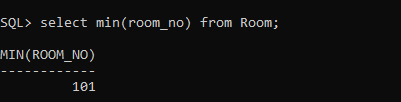 SQL> select min(room_no) from Room;
MIN(ROOM_NO)
------------
101